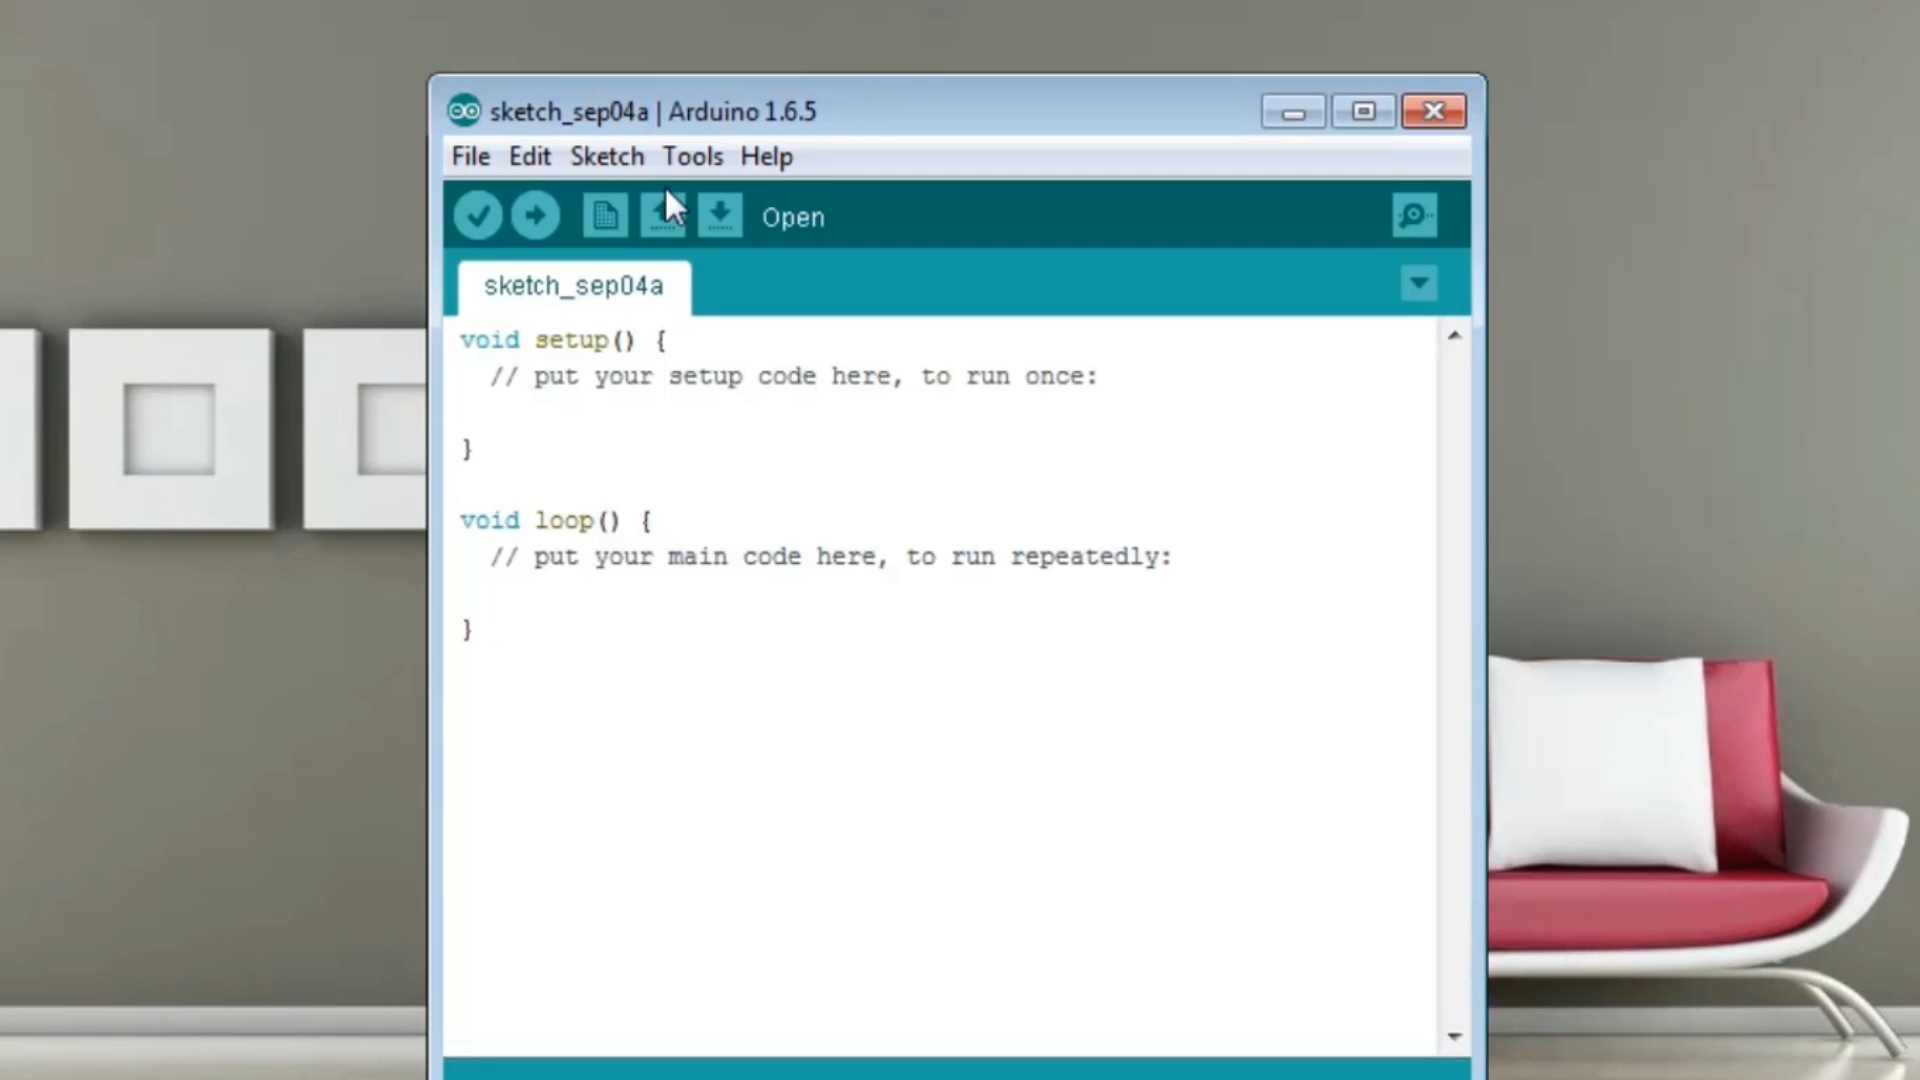 sketch_sep04a | Arduino 1.6.5
File Edit Sketch Tools Help
Open
sketch_sep04a
void setup() {
  // put your setup code here, to run once:
}
void loop() {
  // put your main code here, to run repeatedly:
}